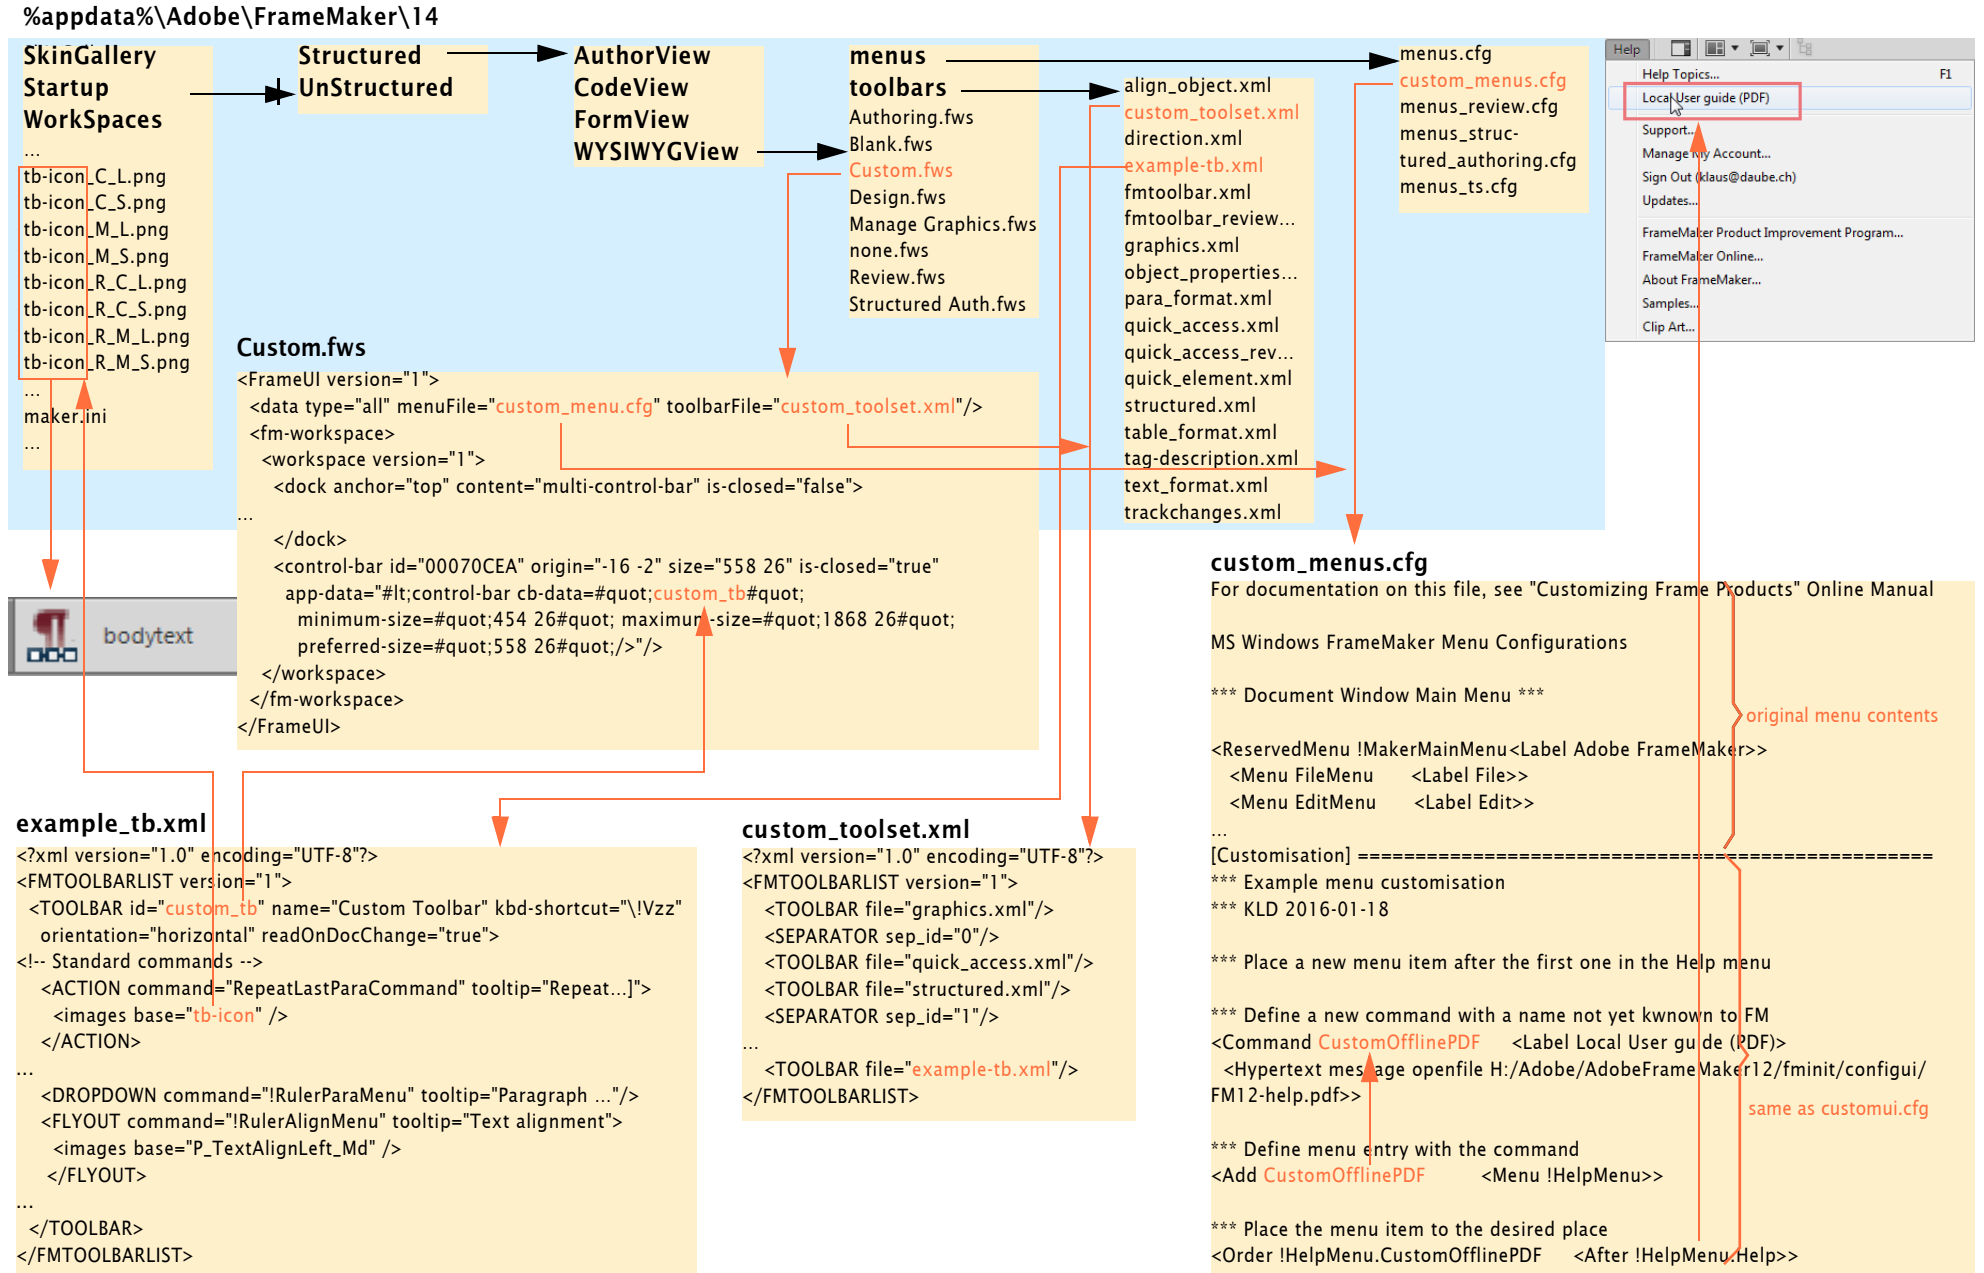 %appdata%\Adobe\FrameMaker\14
SkinGallery
Startup
WorkSpaces
...
tb-icon_C_L.png
tb-icon_C_S.png
tb-icon_M_L.png
tb-icon_M_S.png
tb-icon_R_C_L.png
tb-icon_R_C_S.png
tb-icon_R_M_L.png
tb-icon_R_M_S.png
...
maker.ini
...
Structured
UnStructured
AuthorView
CodeView
FormView
WYSIWYGView
menus
toolbars
Authoring.fws
Blank.fws
Custom.fws
Design.fws
Manage Graphics.fws
none.fws
Review.fws
Structured Auth.fws
align_object.xml
custom_toolset.xml
direction.xml
example-tb.xml
fmtoolbar.xml
fmtoolbar_review...
graphics.xml
object_properties...
para_format.xml
quick_access.xml
quick_access_rev...
quick_element.xml
structured.xml
table_format.xml
tag-description.xml
text_format.xml
trackchanges.xml
menus.cfg
custom_menus.cfg
menus_review.cfg
menus_struc-
tured_authoring.cfg
menus_ts.cfg
Help
Help Topics... F1
Local User guide (PDF)
Support...
Manage My Account...
Sign Out (klaus@daube.ch)
Updates...
FrameMaker Product Improvement Program...
FrameMaker Online...
About FrameMaker...
Samples...
Clip Art...
Custom.fws
<FrameUI version="1">
<data type="all" menuFile="custom_menu.cfg" toolbarFile="custom_toolset.xml"/>
<fm-workspace>
<workspace version="1">
<dock anchor="top" content="multi-control-bar" is-closed="false">
...
</dock>
<control-bar id="00070CEA" origin="-16 -2" size="558 26" is-closed="true"
app-data="#lt;control-bar cb-data=#quot;custom_tb#quot;
minimum-size=#quot;454 26#quot; maximum-size=#quot;1868 26#quot;
preferred-size=#quot;558 26#quot;/>"/>
</workspace>
</fm-workspace>
</FrameUI>
bodytext
example_tb.xml
<?xml version="1.0" encoding="UTF-8"?>
<FMTOOLBARLIST version="1">
<TOOLBAR id="custom_tb" name="Custom Toolbar" kbd-shortcut="\!Vzz"
orientation="horizontal" readOnDocChange="true">
<!-- Standard commands -->
<ACTION command="RepeatLastParaCommand" tooltip="Repeat...]">
<images base="tb-icon" />
</ACTION>
...
<DROPDOWN command="!RulerParaMenu" tooltip="Paragraph ..."/>
<FLYOUT command="!RulerAlignMenu" tooltip="Text alignment">
<images base="P_TextAlignLeft_Md" />
</FLYOUT>
...
</TOOLBAR>
</FMTOOLBARLIST>
custom_toolset.xml
<?xml version="1.0" encoding="UTF-8"?>
<FMTOOLBARLIST version="1">
<TOOLBAR file="graphics.xml"/>
<SEPARATOR sep_id="0"/>
<TOOLBAR file="quick_access.xml"/>
<TOOLBAR file="structured.xml"/>
<SEPARATOR sep_id="1"/>
...
<TOOLBAR file="example-tb.xml"/>
</FMTOOLBARLIST>
custom_menus.cfg
For documentation on this file, see "Customizing Frame Products" Online Manual
MS Windows FrameMaker Menu Configurations
*** Document Window Main Menu ***
original menu contents
<ReservedMenu !MakerMainMenu<Label Adobe FrameMaker>>
<Menu FileMenu <Label File>>
<Menu EditMenu <Label Edit>>
...
[Customisation] ==================================================
*** Example menu customisation
*** KLD 2016-01-18
*** Place a new menu item after the first one in the Help menu
*** Define a new command with a name not yet kwnown to FM
<Command CustomOfflinePDF <Label Local User guide (PDF)>
<Hypertext message openfile H:/Adobe/AdobeFrameMaker12/fminit/configui/
FM12-help.pdf>>
same as customui.cfg
*** Define menu entry with the command
<Add CustomOfflinePDF <Menu !HelpMenu>>
*** Place the menu item to the desired place
<Order !HelpMenu.CustomOfflinePDF <After !HelpMenu.Help>>